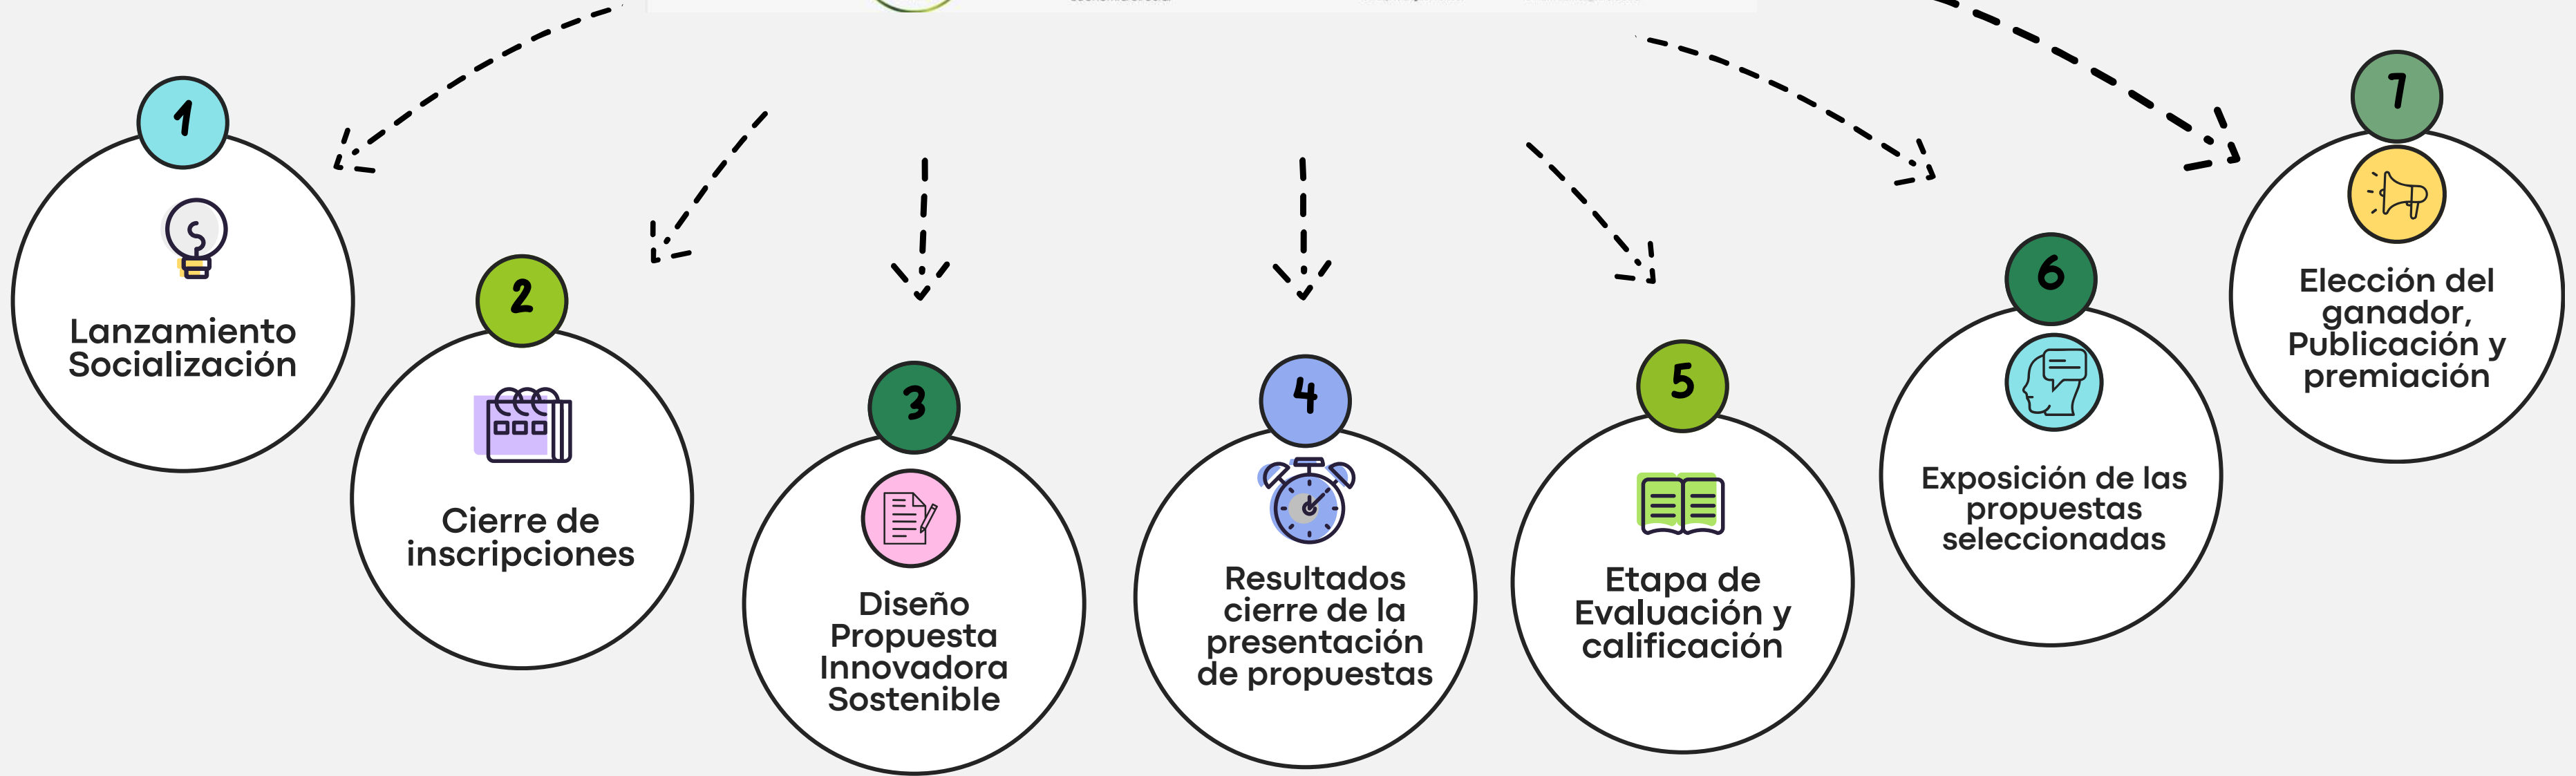 1
Lanzamiento
Socialización
2
Cierre de
inscripciones
3
Diseño
Propuesta
Innovadora
Sostenible
4
Resultados
cierre de la
presentación
de propuestas
5
Etapa de
Evaluación y
calificación
6
Exposición de las
propuestas
seleccionadas
7
Elección del
ganador,
Publicación y
premiación